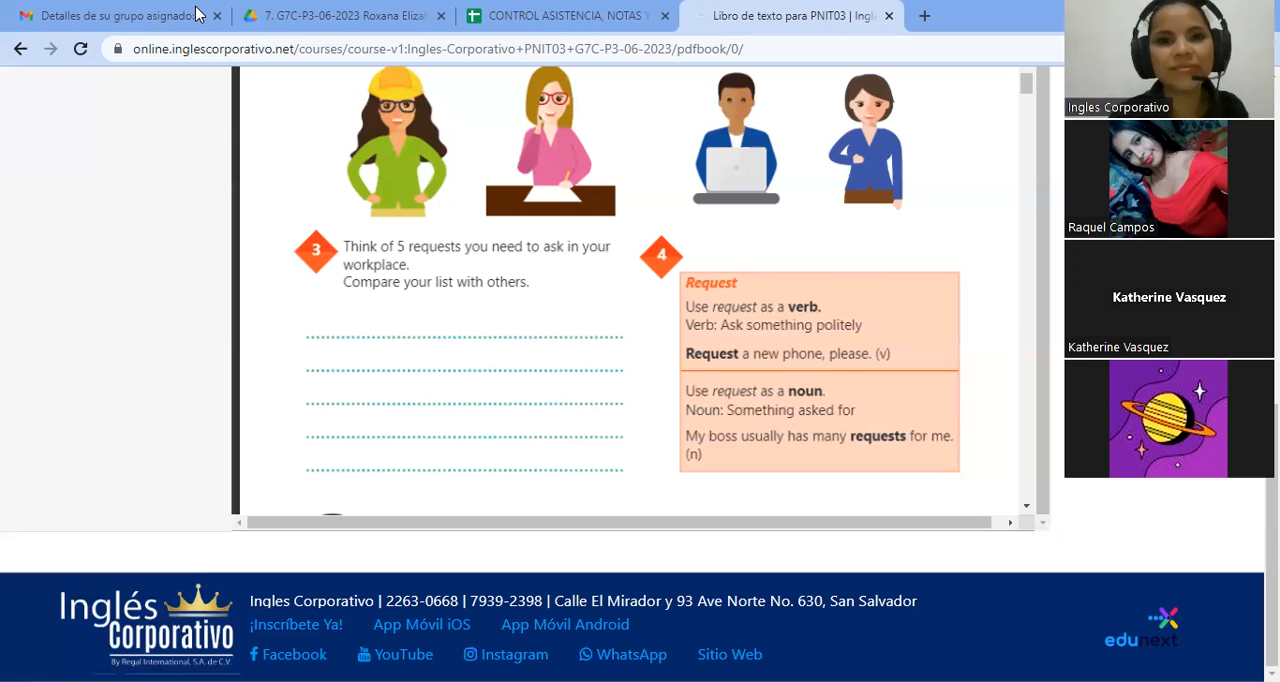 Detalles de su grupo asignado:
7. G7C-P3-06-2023 Roxana Eliza
CONTROL ASISTENCIA, NOTAS Y
Libro de texto para PNIT03 | Ingl
online.inglescorporativo.net/courses/course-v1:Ingles-Corporativo+PNIT03+G7C-P3-06-2023/pdfbook/0/
Ingles Corporativo
Raquel Campos
Katherine Vasquez
Katherine Vasquez
3
Think of 5 requests you need to ask in your
workplace.
Compare your list with others.
4
Request
Use request as a verb.
Verb: Ask something politely
Request a new phone, please. (v)
Use request as a noun.
Noun: Something asked for
My boss usually has many requests for me.
(n)
Inglés
Corporativo
By Regal International, S.A. de C.V.
Ingles Corporativo | 2263-0668 | 7939-2398 | Calle El Mirador y 93 Ave Norte No. 630, San Salvador
¡Inscríbete Ya! App Móvil iOS App Móvil Android
Facebook YouTube Instagram WhatsApp Sitio Web
edunext